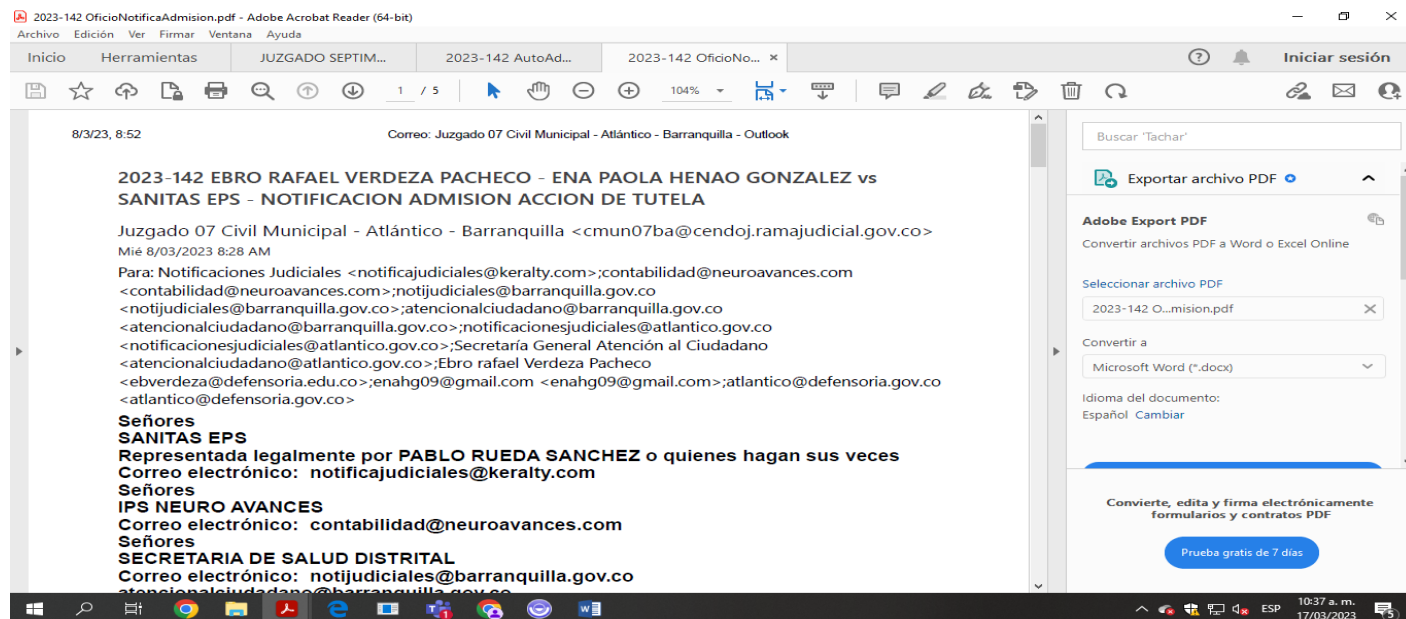 2023-142 OficioNotificaAdmision.pdf - Adobe Acrobat Reader (64-bit)
Archivo Edición Ver Firmar Ventana Ayuda
Inicio Herramientas JUZGADO SEPTIM... 2023-142 AutoAd... 2023-142 OficioNo... × Iniciar sesión
1 / 5 104%
8/3/23, 8:52 Correo: Juzgado 07 Civil Municipal - Atlántico - Barranquilla - Outlook
2023-142 EBRO RAFAEL VERDEZA PACHECO - ENA PAOLA HENAO GONZALEZ vs
SANITAS EPS - NOTIFICACION ADMISION ACCION DE TUTELA
Juzgado 07 Civil Municipal - Atlántico - Barranquilla <cmun07ba@cendoj.ramajudicial.gov.co>
Mié 8/03/2023 8:28 AM
Para: Notificaciones Judiciales <notificajudiciales@keralty.com>;contabilidad@neuroavances.com
<contabilidad@neuroavances.com>;notijudiciales@barranquilla.gov.co
<notijudiciales@barranquilla.gov.co>;atencionalciudadano@barranquilla.gov.co
<atencionalciudadano@barranquilla.gov.co>;notificacionesjudiciales@atlantico.gov.co
<notificacionesjudiciales@atlantico.gov.co>;Secretaría General Atención al Ciudadano
<atencionalciudadano@atlantico.gov.co>;Ebro rafael Verdeza Pacheco
<ebverdeza@defensoria.edu.co>;enahg09@gmail.com <enahg09@gmail.com>;atlantico@defensoria.gov.co
<atlantico@defensoria.gov.co>
Señores
SANITAS EPS
Representada legalmente por PABLO RUEDA SANCHEZ o quienes hagan sus veces
Correo electrónico: notificajudiciales@keralty.com
Señores
IPS NEURO AVANCES
Correo electrónico: contabilidad@neuroavances.com
Señores
SECRETARIA DE SALUD DISTRITAL
Correo electrónico: notijudiciales@barranquilla.gov.co
atencionalciudadano@barranquilla.gov.co
Buscar 'Tachar'
Exportar archivo PDF
Adobe Export PDF
Convertir archivos PDF a Word o Excel Online
Seleccionar archivo PDF
2023-142 O...mision.pdf
Convertir a
Microsoft Word (*.docx)
Idioma del documento:
Español Cambiar
Convierte, edita y firma electrónicamente
formularios y contratos PDF
Prueba gratis de 7 días
ESP 10:37 a. m.
17/03/2023 5